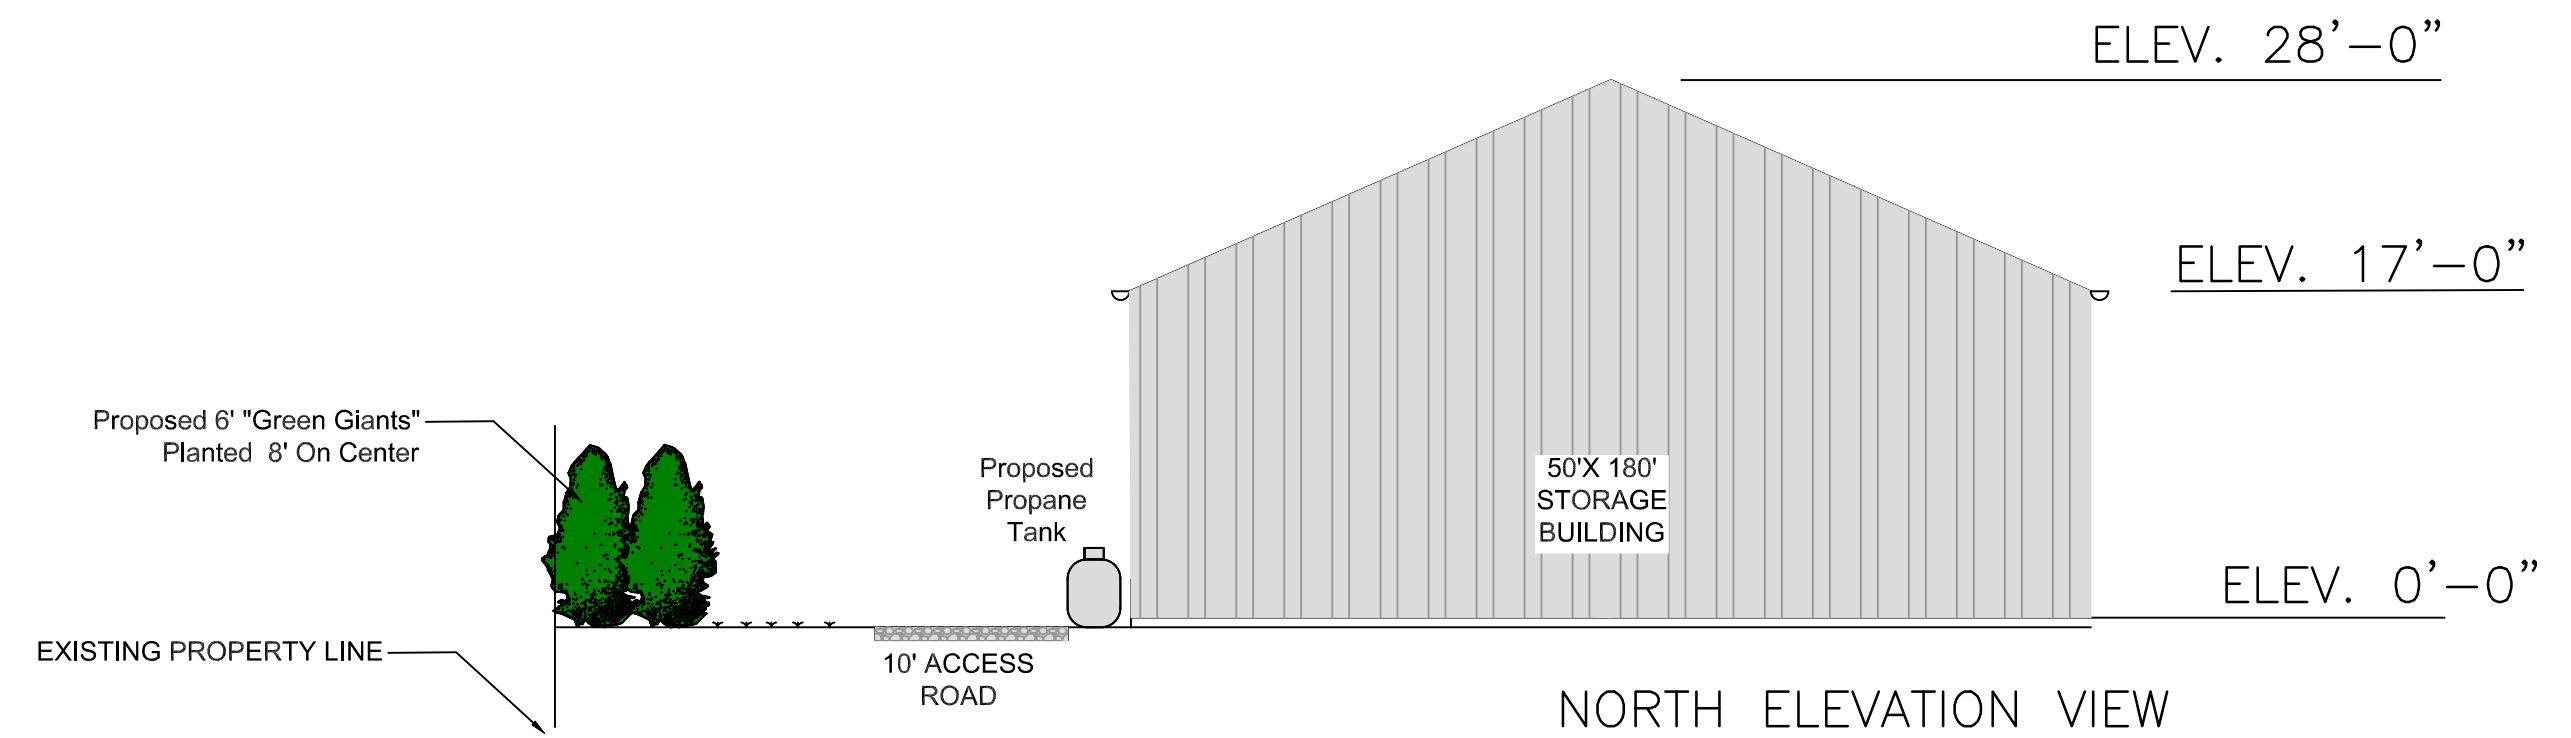 ELEV. 28’–0”
ELEV. 17’–0”
Proposed 6' "Green Giants"
Planted 8' On Center
Proposed
Propane
Tank
50'X 180'
STORAGE
BUILDING
ELEV. 0’–0”
EXISTING PROPERTY LINE
10' ACCESS
ROAD
NORTH ELEVATION VIEW